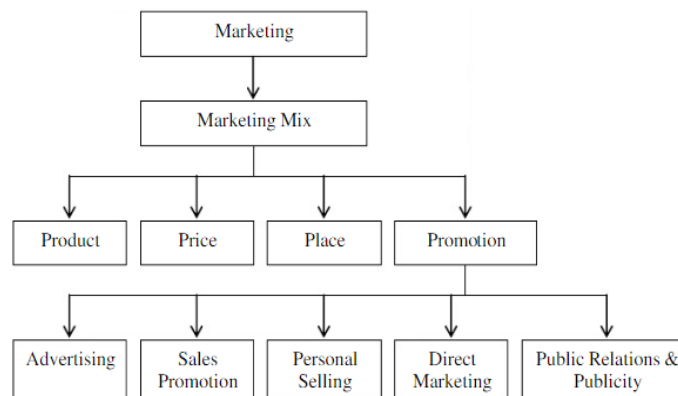 Marketing
Marketing Mix
Product
Price
Place
Promotion
Advertising
Sales
Promotion
Personal
Selling
Direct
Marketing
Public Relations &
Publicity